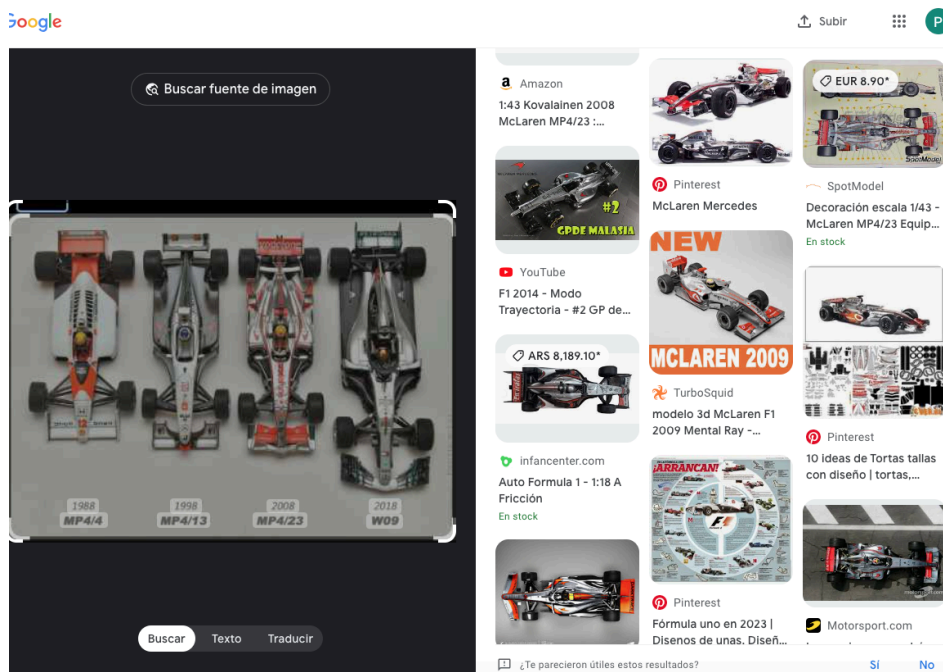 Google
Subir
P
Buscar fuente de imagen
1988
MP4/4
1998
MP4/13
2008
MP4/23
2018
W09
Buscar
Texto
Traducir
a
Amazon
1:43 Kovalainen 2008
McLaren MP4/23 :...
#2
GPDE MALASIA
YouTube
F1 2014 - Modo
Trayectoria - #2 GP de...
ARS 8,189.10*
infancenter.com
Auto Formula 1 - 1:18 A
Fricción
En stock
Pinterest
McLaren Mercedes
NEW
MCLAREN 2009
TurboSquid
modelo 3d McLaren F1
2009 Mental Ray -...
¡ARRANCAN!
F1
Pinterest
Fórmula uno en 2023 |
Disenos de unas, Diseñ...
EUR 8.90*
SpotModel
SpotModel
Decoración escala 1/43 -
McLaren MP4/23 Equip...
En stock
Pinterest
10 ideas de Tortas tallas
con diseño | tortas,...
Motorsport.com
¿Te parecieron útiles estos resultados?
Sí
No